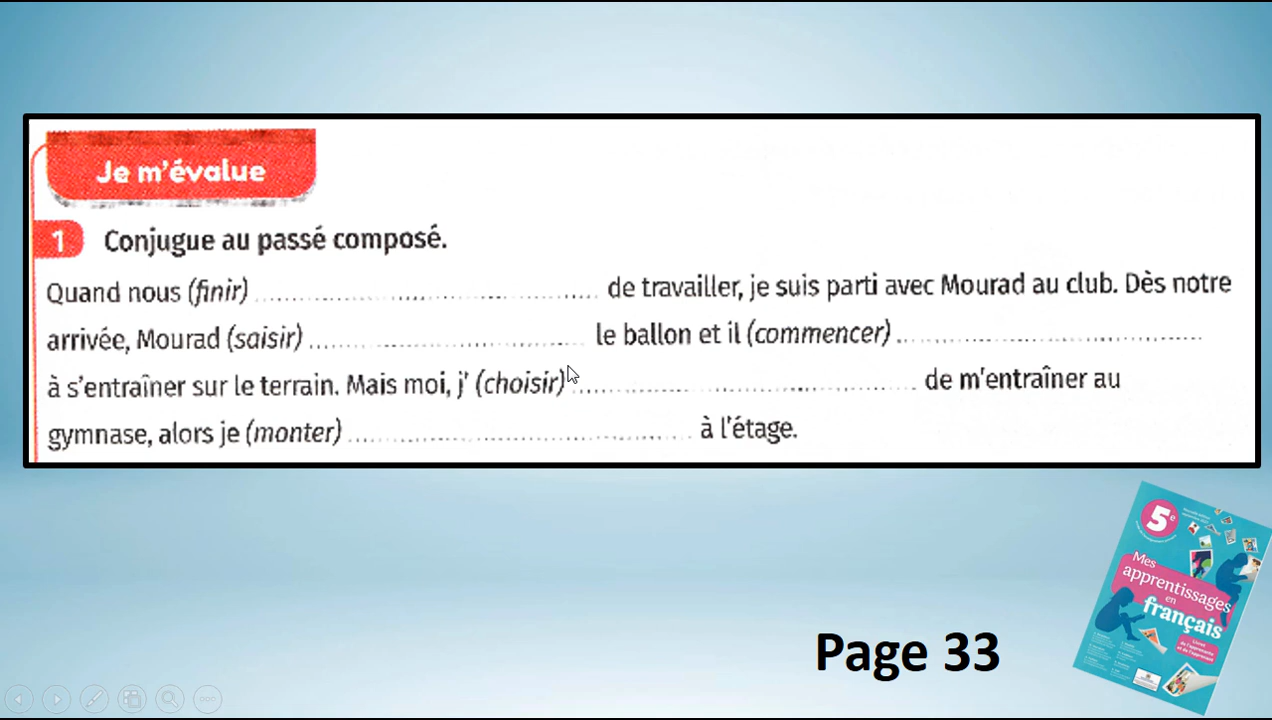 Je m'évalue
1 Conjugue au passé composé.
Quand nous (finir) ........................................ de travailler, je suis parti avec Mourad au club. Dès notre
arrivée, Mourad (saisir) ........................................ le ballon et il (commencer) ........................................
à s'entraîner sur le terrain. Mais moi, j' (choisir) ........................................ de m'entraîner au
gymnase, alors je (monter) ........................................ à l'étage.
5e
Mes
apprentissages
en
français
Page 33